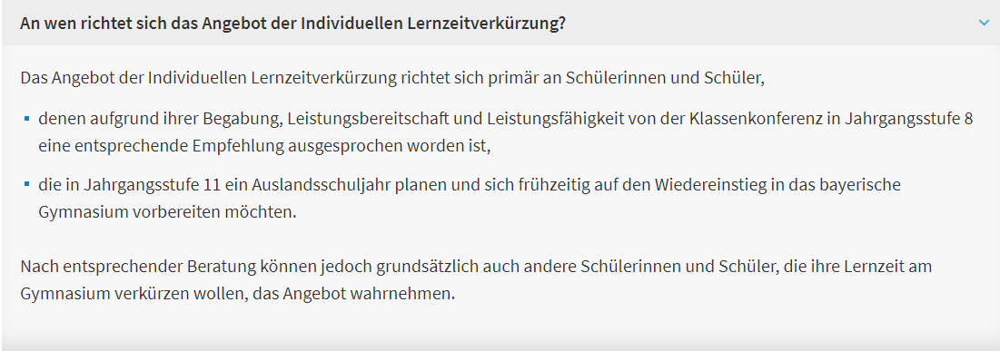 An wen richtet sich das Angebot der Individuellen Lernzeitverkürzung?
Das Angebot der Individuellen Lernzeitverkürzung richtet sich primär an Schülerinnen und Schüler,
denen aufgrund ihrer Begabung, Leistungsbereitschaft und Leistungsfähigkeit von der Klassenkonferenz in Jahrgangsstufe 8
eine entsprechende Empfehlung ausgesprochen worden ist,
die in Jahrgangsstufe 11 ein Auslandsschuljahr planen und sich frühzeitig auf den Wiedereinstieg in das bayerische
Gymnasium vorbereiten möchten.
Nach entsprechender Beratung können jedoch grundsätzlich auch andere Schülerinnen und Schüler, die ihre Lernzeit am
Gymnasium verkürzen wollen, das Angebot wahrnehmen.